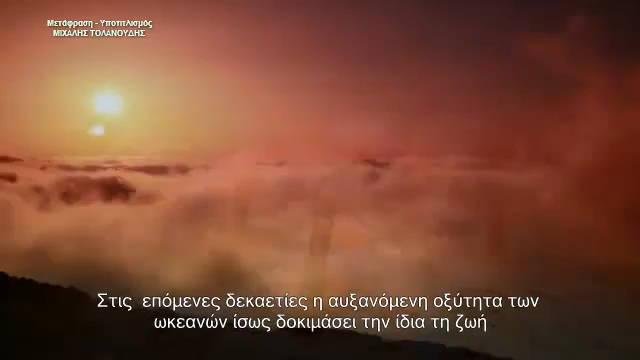 Μετάφραση - Υποτιτλισμός
ΜΙΧΑΛΗΣ ΤΟΛΑΝΟΥΔΗΣ
Στις επόμενες δεκαετίες η αυξανόμενη οξύτητα των
ωκεανών ίσως δοκιμάσει την ίδια τη ζωή